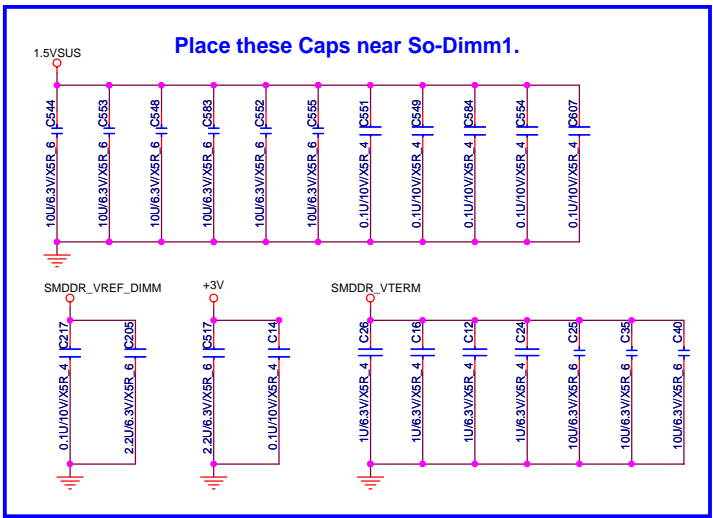 Place these Caps near So-Dimm1.
1.5VSUS
C544
10U/6.3V/X5R_6
C553
10U/6.3V/X5R_6
C548
10U/6.3V/X5R_6
C583
10U/6.3V/X5R_6
C552
10U/6.3V/X5R_6
C555
10U/6.3V/X5R_6
C551
0.1U/10V/X5R_4
C549
0.1U/10V/X5R_4
C584
0.1U/10V/X5R_4
C554
0.1U/10V/X5R_4
C607
0.1U/10V/X5R_4
SMDDR_VREF_DIMM
C217
0.1U/10V/X5R_4
C205
2.2U/6.3V/X5R_6
+3V
C517
2.2U/6.3V/X5R_6
C14
0.1U/10V/X5R_4
SMDDR_VTERM
C26
1U/6.3V/X5R_4
C16
1U/6.3V/X5R_4
C12
1U/6.3V/X5R_4
C24
1U/6.3V/X5R_4
C25
10U/6.3V/X5R_6
C35
10U/6.3V/X5R_6
C40
10U/6.3V/X5R_6